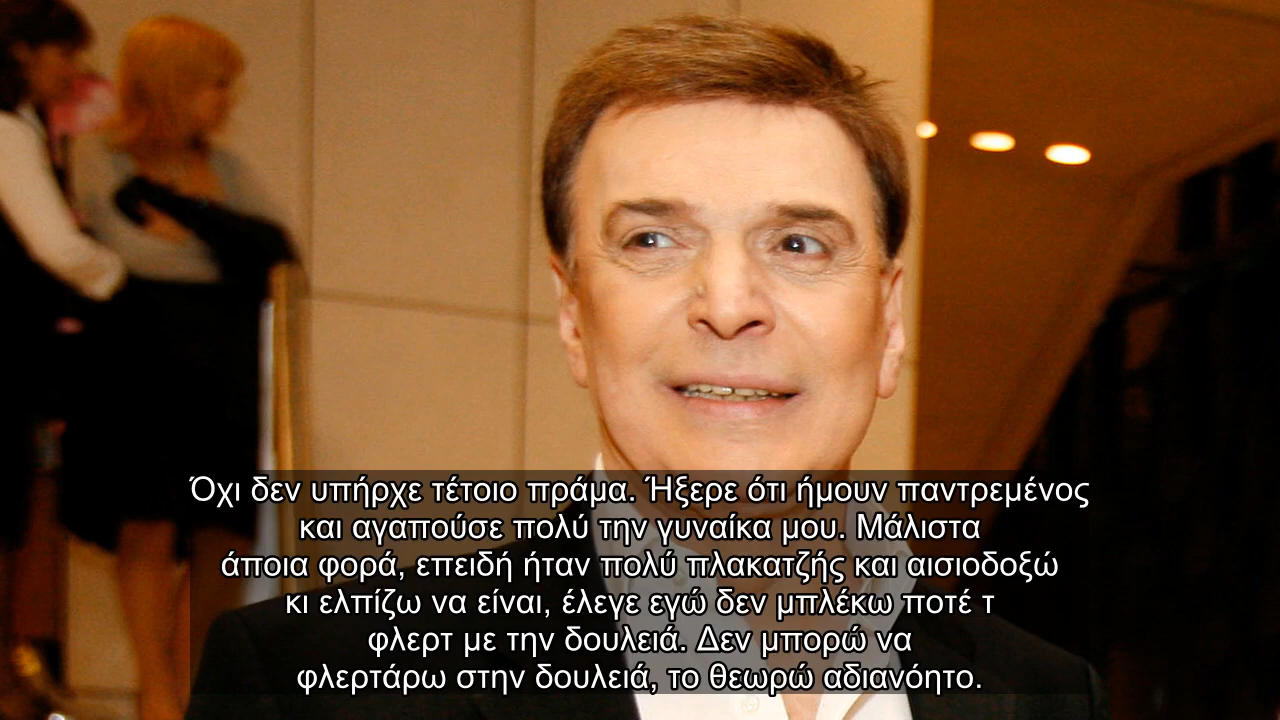 Όχι δεν υπήρχε τέτοιο πράμα. Ήξερε ότι ήμουν παντρεμένος
και αγαπούσε πολύ την γυναίκα μου. Μάλιστα
άποια φορά, επειδή ήταν πολύ πλακατζής και αισιοδοξώ
κι ελπίζω να είναι, έλεγε εγώ δεν μπλέκω ποτέ τ
φλερτ με την δουλειά. Δεν μπορώ να
φλερτάρω στην δουλειά, το θεωρώ αδιανόητο.